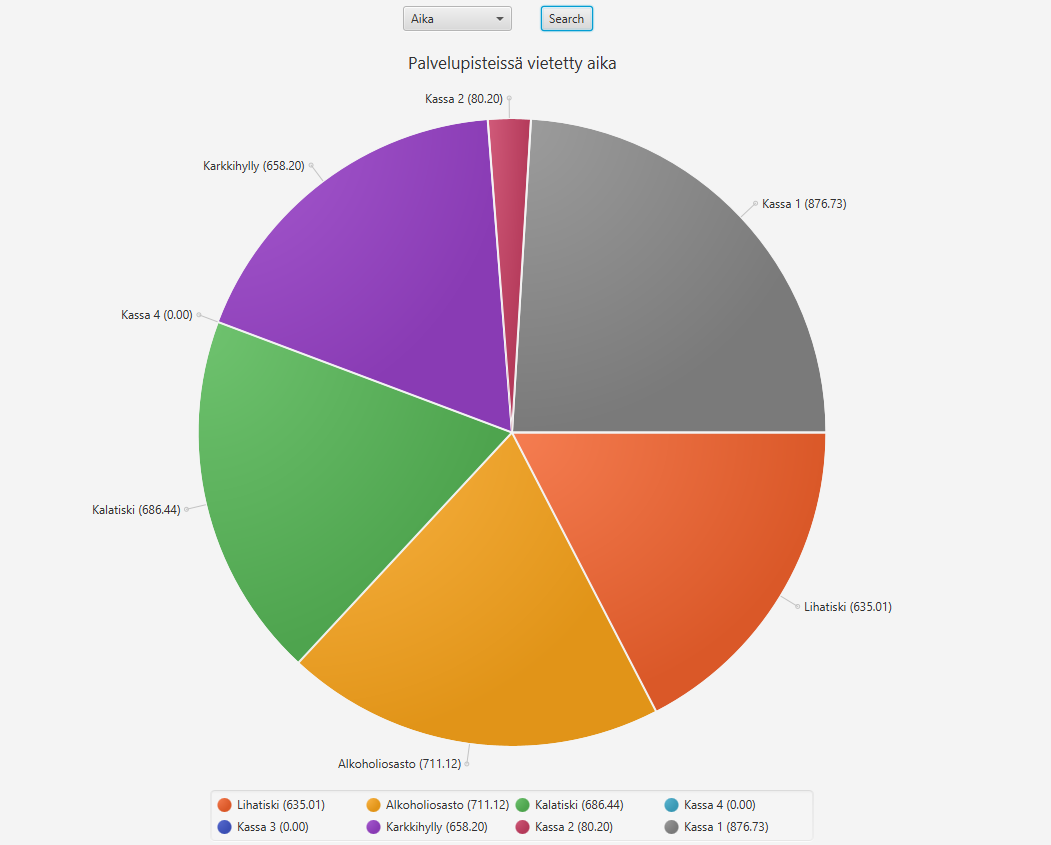 Aika
Search
Palvelupisteissä vietetty aika
Kassa 2 (80.20)
Karkkihylly (658.20)
Kassa 1 (876.73)
Kassa 4 (0.00)
Kalatiski (686.44)
Lihatiski (635.01)
Alkoholiosasto (711.12)
Lihatiski (635.01) Alkoholiosasto (711.12) Kalatiski (686.44) Kassa 4 (0.00)
Kassa 3 (0.00) Karkkihylly (658.20) Kassa 2 (80.20) Kassa 1 (876.73)